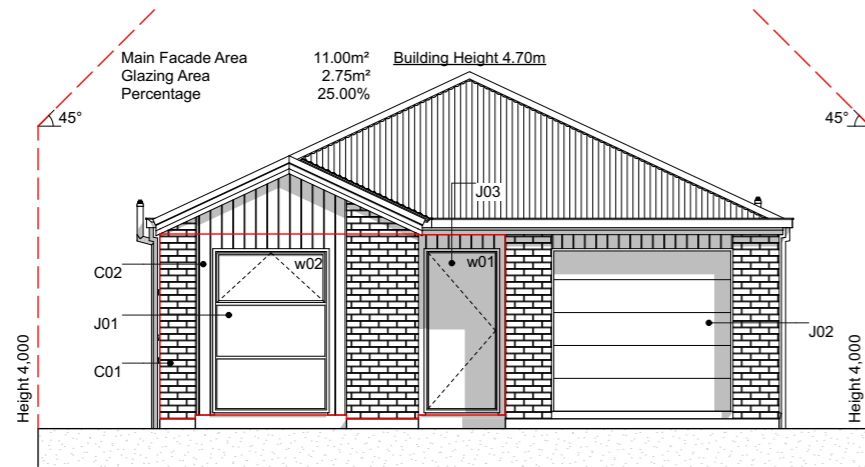 Main Facade Area 11.00m² Building Height 4.70m
Glazing Area 2.75m²
Percentage 25.00%
45°
45°
J03
C02
w02
w01
J01
J02
C01
Height 4,000
Height 4,000